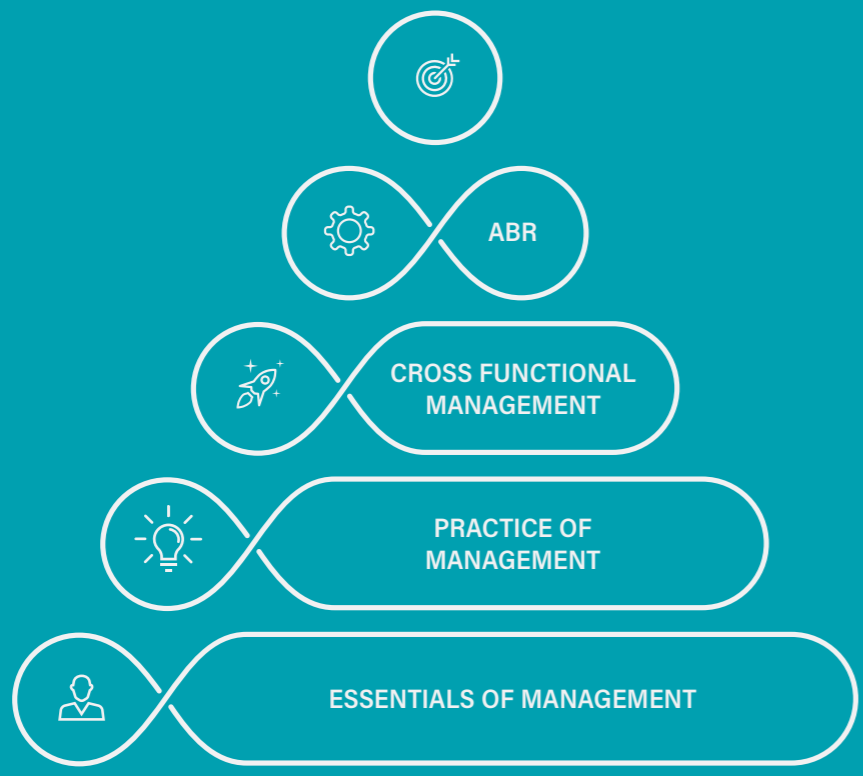 ABR
CROSS FUNCTIONAL
MANAGEMENT
PRACTICE OF
MANAGEMENT
ESSENTIALS OF MANAGEMENT